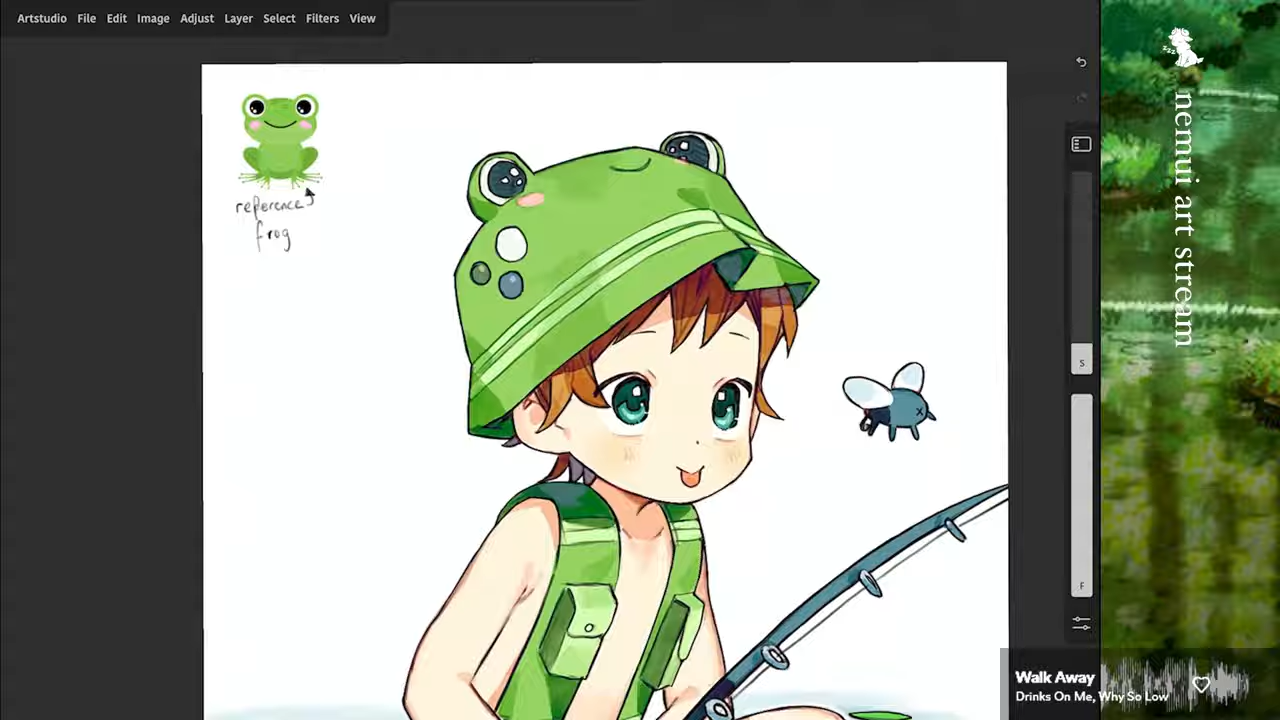 Artstudio File Edit Image Adjust Layer Select Filters View
reference
frog
zzz
nemui art stream
S
F
Walk Away
Drinks On Me, Why So Low